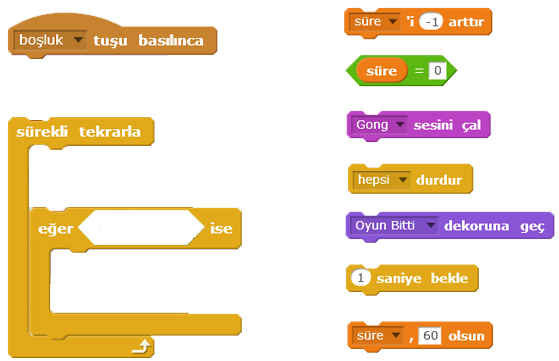 boşluk tuşu basılınca
sürekli tekrarla
eğer ise
süre 'i -1 arttır
süre = 0
Gong sesini çal
hepsi durdur
Oyun Bitti dekoruna geç
1 saniye bekle
süre , 60 olsun